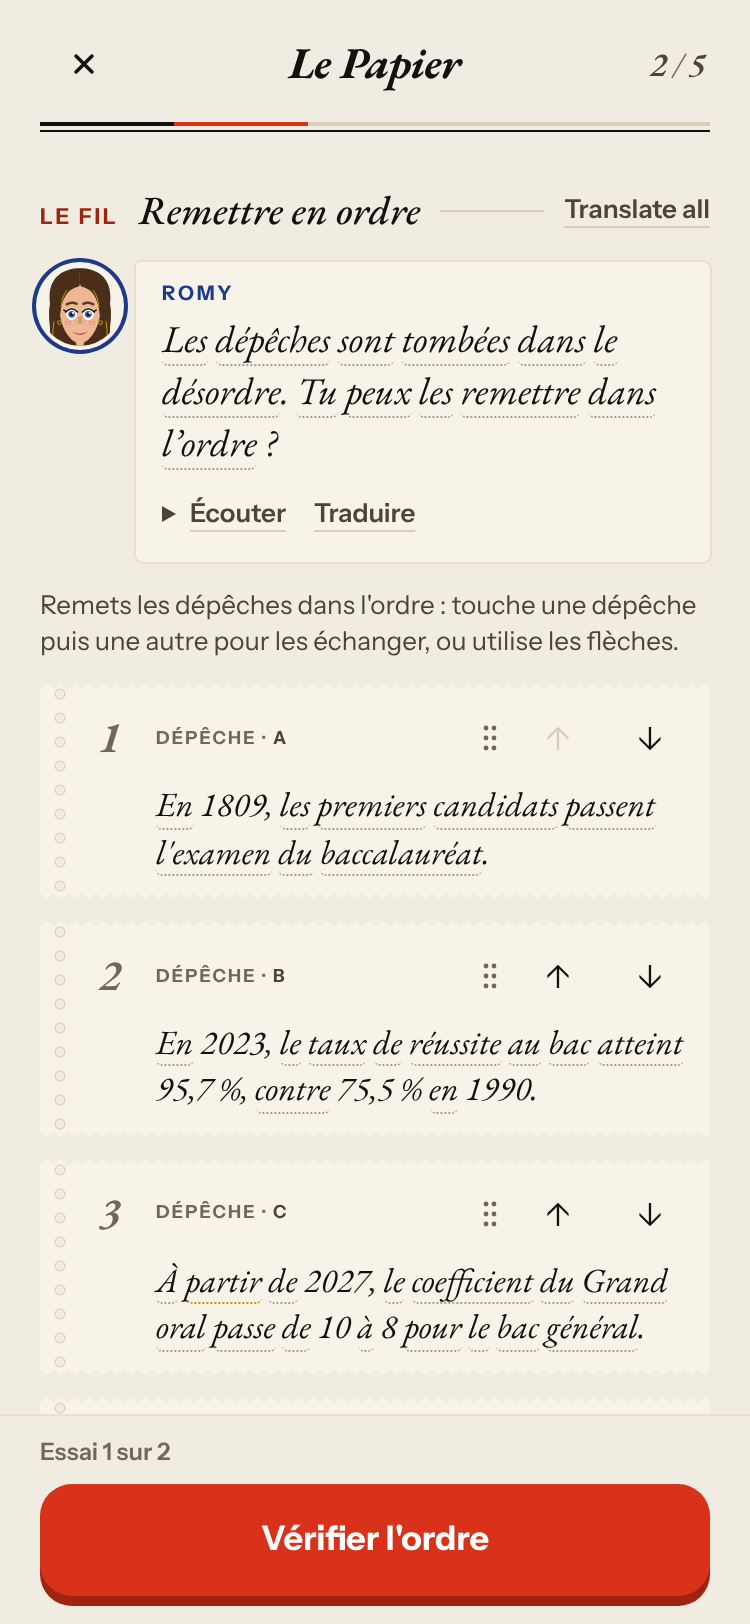 Le Papier
2 / 5
LE FIL Remettre en ordre Translate all
ROMY
Les dépêches sont tombées dans le
désordre. Tu peux les remettre dans
l’ordre ?
Écouter Traduire
Remets les dépêches dans l'ordre : touche une dépêche
puis une autre pour les échanger, ou utilise les flèches.
1 DÉPÊCHE · A
En 1809, les premiers candidats passent
l'examen du baccalauréat.
2 DÉPÊCHE · B
En 2023, le taux de réussite au bac atteint
95,7 %, contre 75,5 % en 1990.
3 DÉPÊCHE · C
À partir de 2027, le coefficient du Grand
oral passe de 10 à 8 pour le bac général.
Essai 1 sur 2
Vérifier l'ordre